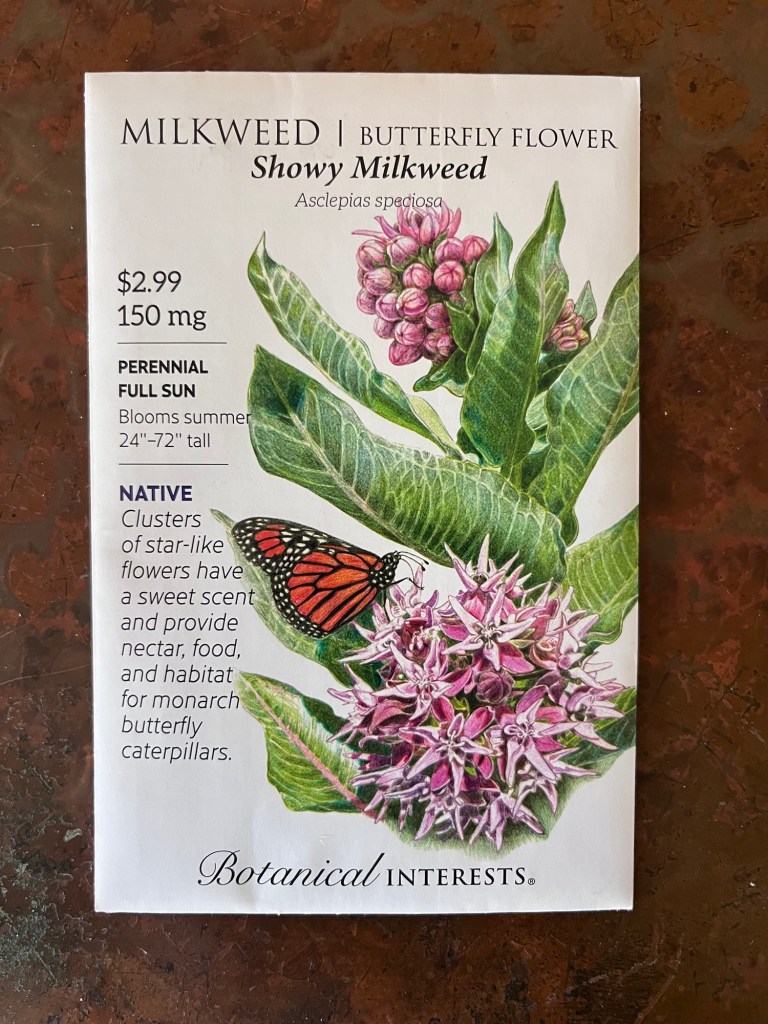 MILKWEED | BUTTERFLY FLOWER
Showy Milkweed
Asclepias speciosa
$2.99
150 mg
PERENNIAL
FULL SUN
Blooms summer
24"–72" tall
NATIVE
Clusters
of star-like
flowers have
a sweet scent
and provide
nectar, food,
and habitat
for monarch
butterfly
caterpillars.
Botanical INTERESTS®